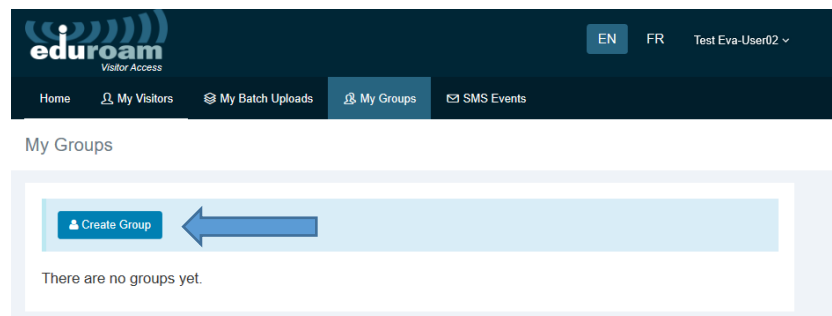 eduroam
Visitor Access
EN FR Test Eva-User02
Home My Visitors My Batch Uploads My Groups SMS Events
My Groups
Create Group
There are no groups yet.